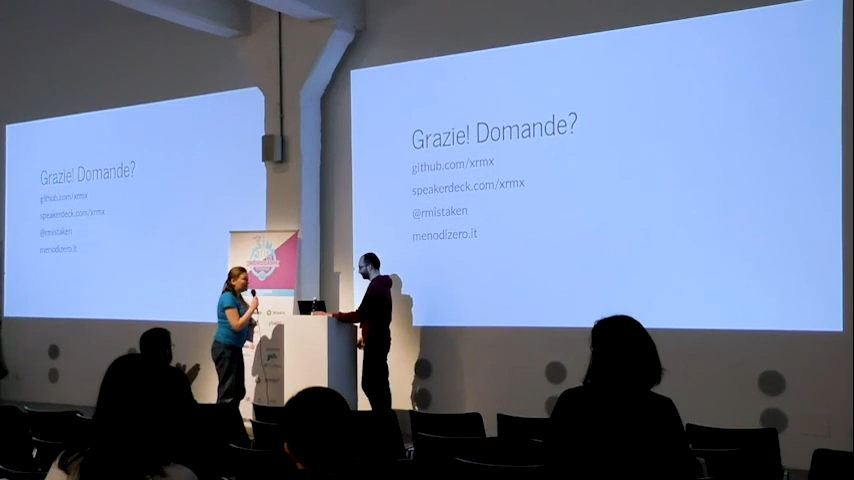 Grazie! Domande?
github.com/xrmx
speakerdeck.com/xrmx
@rmistaken
menodizero.it
Grazie! Domande?
github.com/xrmx
speakerdeck.com/xrmx
@rmistaken
menodizero.it